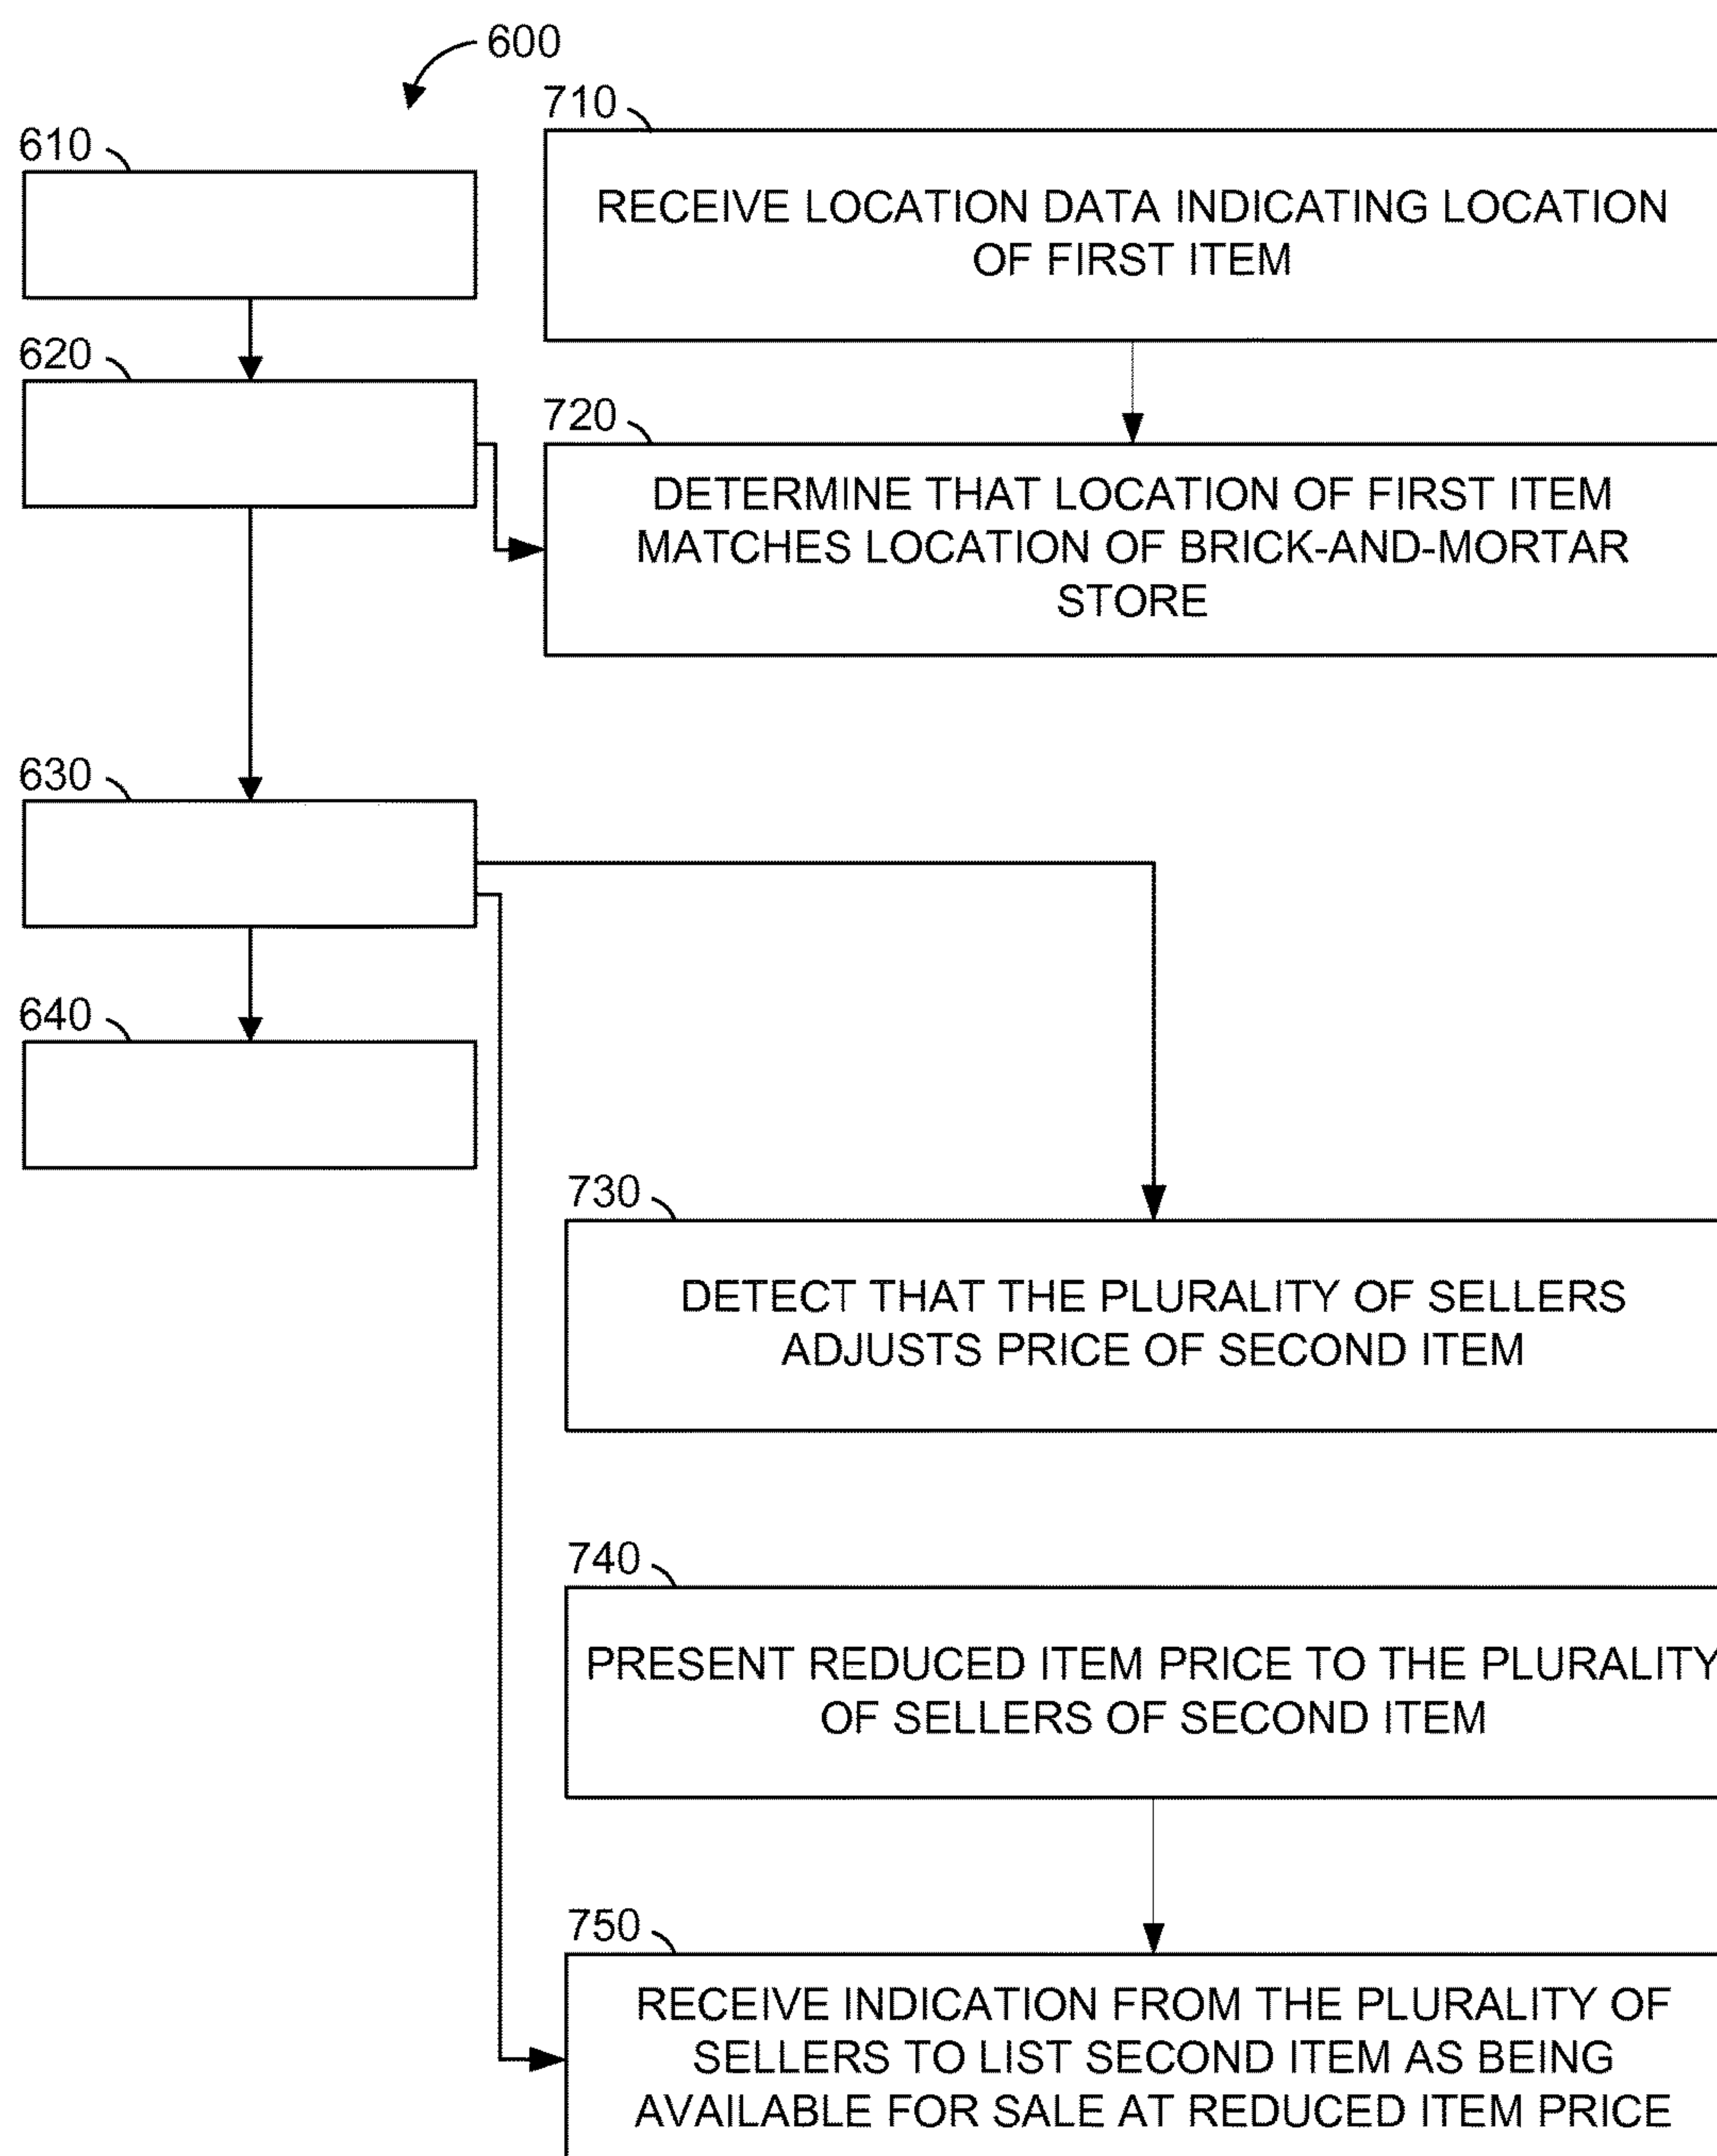 600
710
610
RECEIVE LOCATION DATA INDICATING LOCATION
OF FIRST ITEM
620
720
DETERMINE THAT LOCATION OF FIRST ITEM
MATCHES LOCATION OF BRICK-AND-MORTAR
STORE
630
640
730
DETECT THAT THE PLURALITY OF SELLERS
ADJUSTS PRICE OF SECOND ITEM
740
PRESENT REDUCED ITEM PRICE TO THE PLURALITY
OF SELLERS OF SECOND ITEM
750
RECEIVE INDICATION FROM THE PLURALITY OF
SELLERS TO LIST SECOND ITEM AS BEING
AVAILABLE FOR SALE AT REDUCED ITEM PRICE